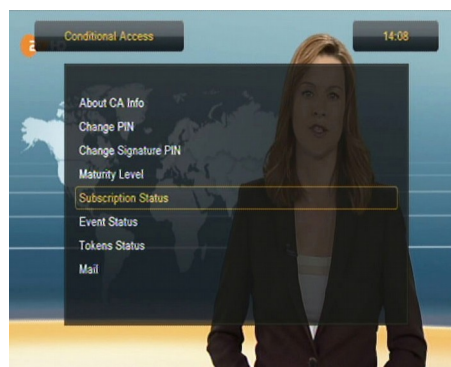 Conditional Access
14:08
About CA Info
Change PIN
Change Signature PIN
Maturity Level
Subscription Status
Event Status
Tokens Status
Mail